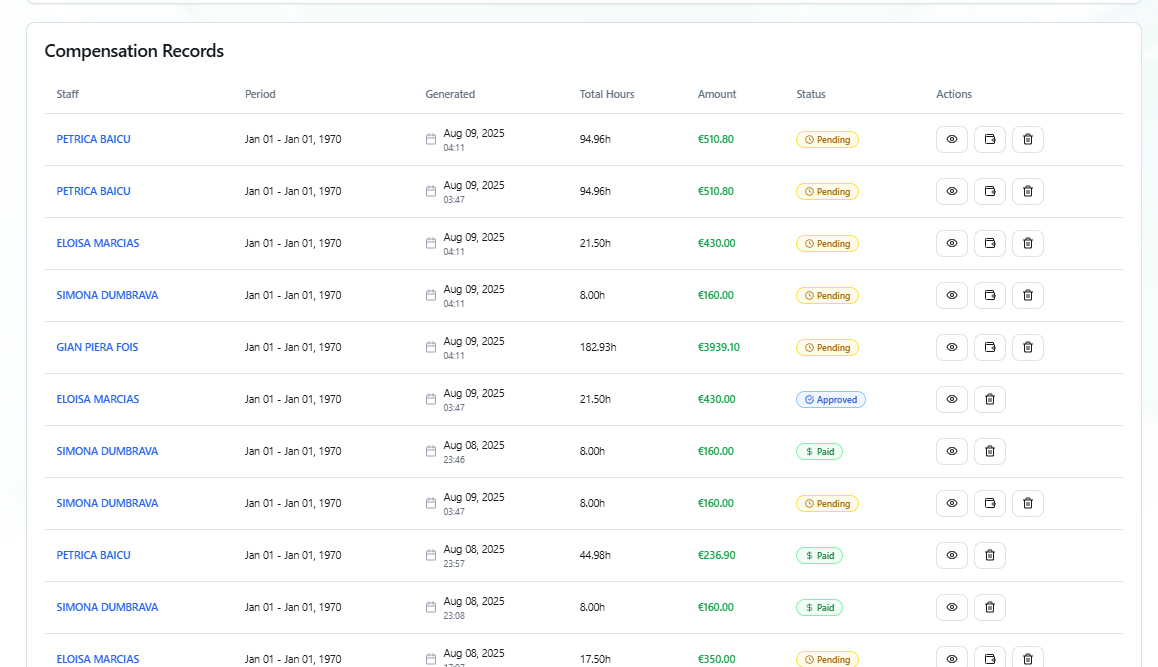 Compensation Records
Staff Period Generated Total Hours Amount Status Actions
PETRICA BAICU Jan 01 - Jan 01, 1970 Aug 09, 2025 94.96h €510.80 Pending
04:11
PETRICA BAICU Jan 01 - Jan 01, 1970 Aug 09, 2025 94.96h €510.80 Pending
03:47
ELOISA MARCIAS Jan 01 - Jan 01, 1970 Aug 09, 2025 21.50h €430.00 Pending
04:11
SIMONA DUMBRAVA Jan 01 - Jan 01, 1970 Aug 09, 2025 8.00h €160.00 Pending
04:11
GIAN PIERA FOIS Jan 01 - Jan 01, 1970 Aug 09, 2025 182.93h €3939.10 Pending
04:11
ELOISA MARCIAS Jan 01 - Jan 01, 1970 Aug 09, 2025 21.50h €430.00 Approved
03:47
SIMONA DUMBRAVA Jan 01 - Jan 01, 1970 Aug 08, 2025 8.00h €160.00 Paid
23:46
SIMONA DUMBRAVA Jan 01 - Jan 01, 1970 Aug 09, 2025 8.00h €160.00 Pending
03:47
PETRICA BAICU Jan 01 - Jan 01, 1970 Aug 08, 2025 44.98h €236.90 Paid
23:57
SIMONA DUMBRAVA Jan 01 - Jan 01, 1970 Aug 08, 2025 8.00h €160.00 Paid
23:08
ELOISA MARCIAS Jan 01 - Jan 01, 1970 Aug 08, 2025 17.50h €350.00 Pending